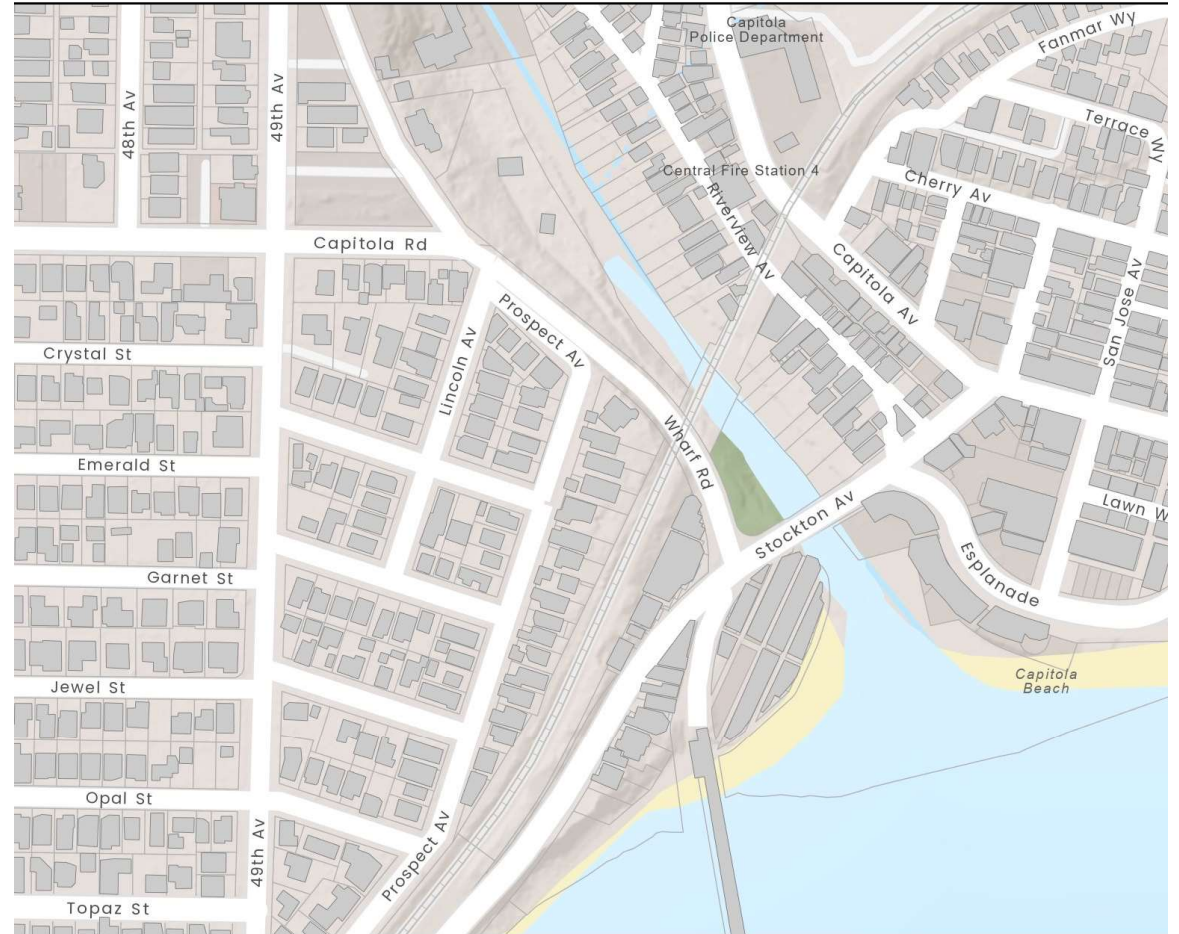 Capitola
Police Department
Fanmar Wy
48th Av
49th Av
Terrace Wy
Central Fire Station 4
Cherry Av
Riverview Av
Capitola Rd
Capitola Av
San Jose Av
Prospect Av
Crystal St
Lincoln Av
Wharf Rd
Emerald St
Stockton Av
Lawn W
Garnet St
Esplanade
Jewel St
Capitola
Beach
Opal St
49th Av
Prospect Av
Topaz St